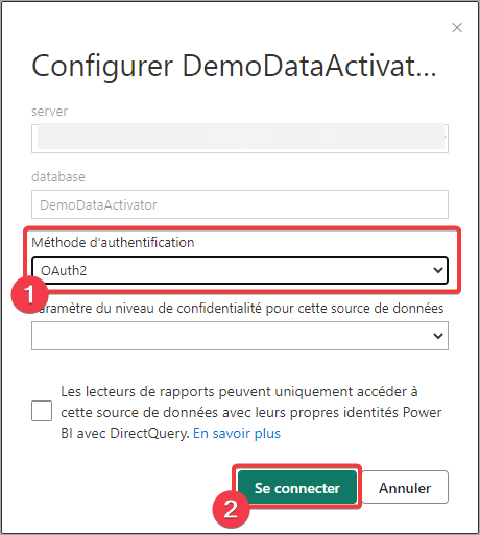 ×
Configurer DemoDataActivat...
server
database
DemoDataActivator
Méthode d'authentification
OAuth2
1
Paramètre du niveau de confidentialité pour cette source de données
Les lecteurs de rapports peuvent uniquement accéder à
cette source de données avec leurs propres identités Power
BI avec DirectQuery. En savoir plus
Se connecter
Annuler
2